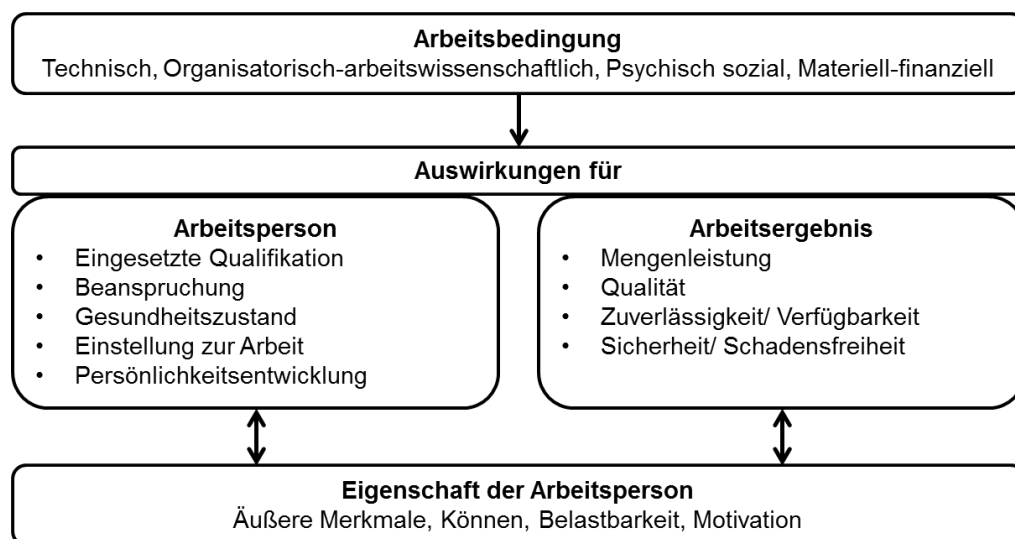 Arbeitsbedingung
Technisch, Organisatorisch-arbeitswissenschaftlich, Psychisch sozial, Materiell-finanziell
Auswirkungen für
Arbeitsperson
• Eingesetzte Qualifikation
• Beanspruchung
• Gesundheitszustand
• Einstellung zur Arbeit
• Persönlichkeitsentwicklung
Arbeitsergebnis
• Mengenleistung
• Qualität
• Zuverlässigkeit/ Verfügbarkeit
• Sicherheit/ Schadensfreiheit
Eigenschaft der Arbeitsperson
Äußere Merkmale, Können, Belastbarkeit, Motivation